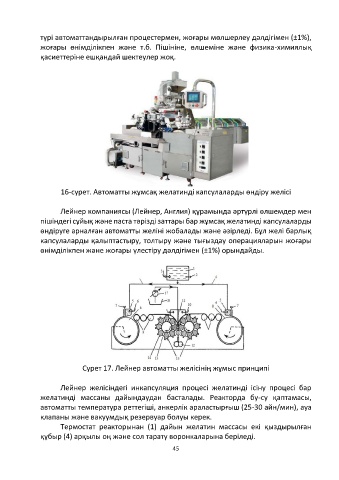 түрі автоматтандырылған процестермен, жоғары мөлшерлеу дәлдігімен (±1%),
жоғары өнімділікпен және т.б. Пішініне, өлшеміне және физика-химиялық
қасиеттеріне ешқандай шектеулер жоқ.
16-сурет. Автоматты жұмсақ желатинді капсулаларды өндіру желісі
Лейнер компаниясы (Лейнер, Англия) құрамында әртүрлі өлшемдер мен
пішіндегі сұйық және паста тәрізді заттары бар жұмсақ желатинді капсулаларды
өндіруге арналған автоматты желіні жобалады және әзірледі. Бұл желі барлық
капсулаларды қалыптастыру, толтыру және тығыздау операцияларын жоғары
өнімділікпен және жоғары үлестіру дәлдігімен (±1%) орындайды.
Сурет 17. Лейнер автоматты желісінің жұмыс принципі
Лейнер желісіндегі инкапсуляция процесі желатинді ісіну процесі бар
желатинді массаны дайындаудан басталады. Реакторда бу-су қаптамасы,
автоматты температура реттегіші, анкерлік араластырғыш (25-30 айн/мин), ауа
клапаны және вакуумдық резервуар болуы керек.
Термостат реакторынан (1) дайын желатин массасы екі қыздырылған
құбыр (4) арқылы оң және сол тарату воронкаларына беріледі.
45